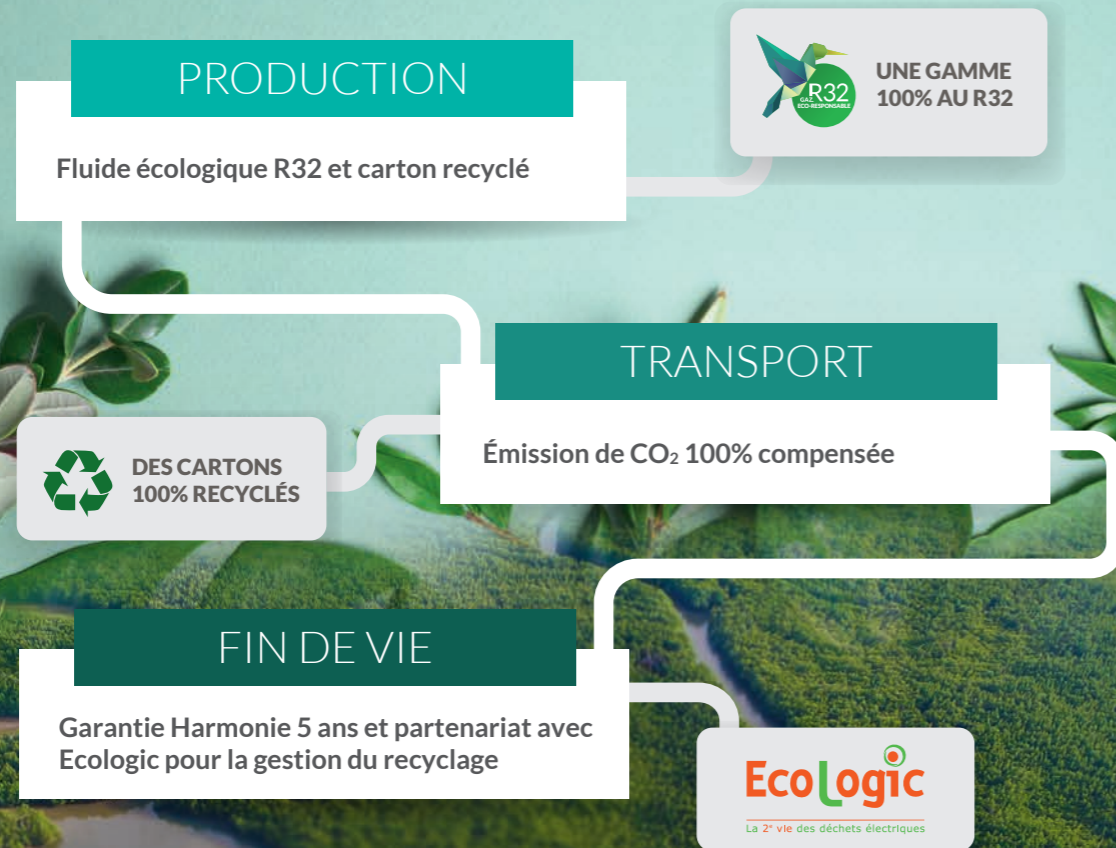 PRODUCTION
Fluide écologique R32 et carton recyclé
R32
GAZ
ECO-RESPONSABLE
UNE GAMME
100% AU R32
TRANSPORT
Émission de CO₂ 100% compensée
DES CARTONS
100% RECYCLÉS
FIN DE VIE
Garantie Harmonie 5 ans et partenariat avec
Ecologic pour la gestion du recyclage
EcoLogic
La 2ᵉ vie des déchets électriques